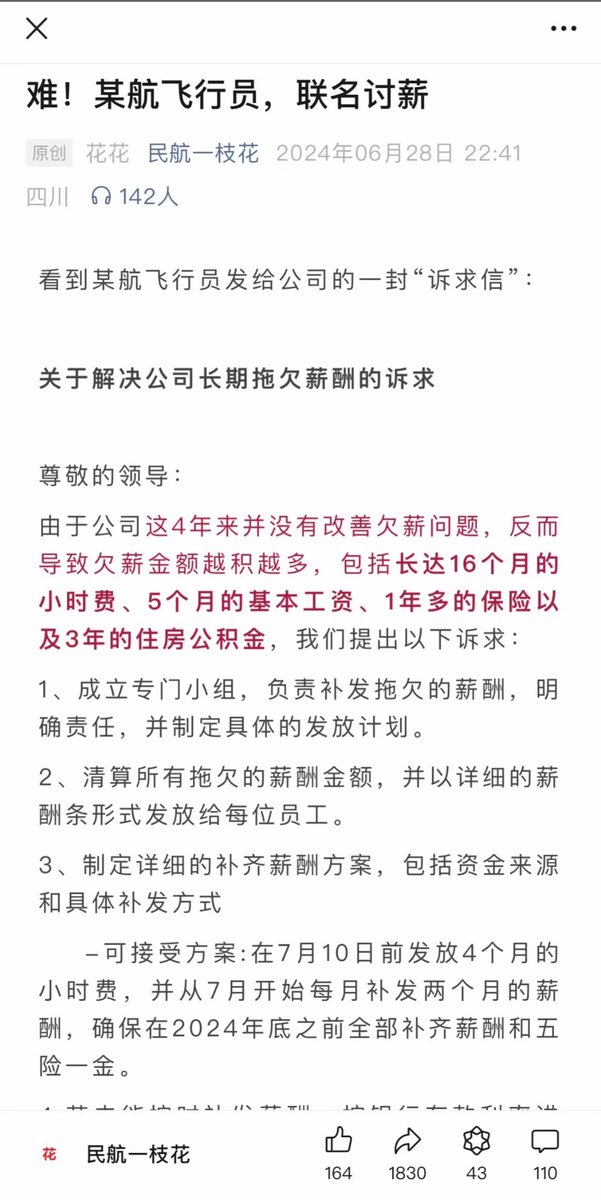 难！某航飞行员，联名讨薪
原创 花花 民航一枝花 2024年06月28日 22:41
四川 142人
看到某航飞行员发给公司的一封“诉求信”：
关于解决公司长期拖欠薪酬的诉求
尊敬的领导：
由于公司这4年来并没有改善欠薪问题，反而
导致欠薪金额越积越多，包括长达16个月的
小时费、5个月的基本工资、1年多的保险以
及3年的住房公积金，我们提出以下诉求：
1、成立专门小组，负责补发拖欠的薪酬，明
确责任，并制定具体的发放计划。
2、清算所有拖欠的薪酬金额，并以详细的薪
酬条形式发放给每位员工。
3、制定详细的补齐薪酬方案，包括资金来源
和具体补发方式
–可接受方案:在7月10日前发放4个月的
小时费，并从7月开始每月补发两个月的薪
酬，确保在2024年底之前全部补齐薪酬和五
险一金。
花 民航一枝花
164 1830 43 110